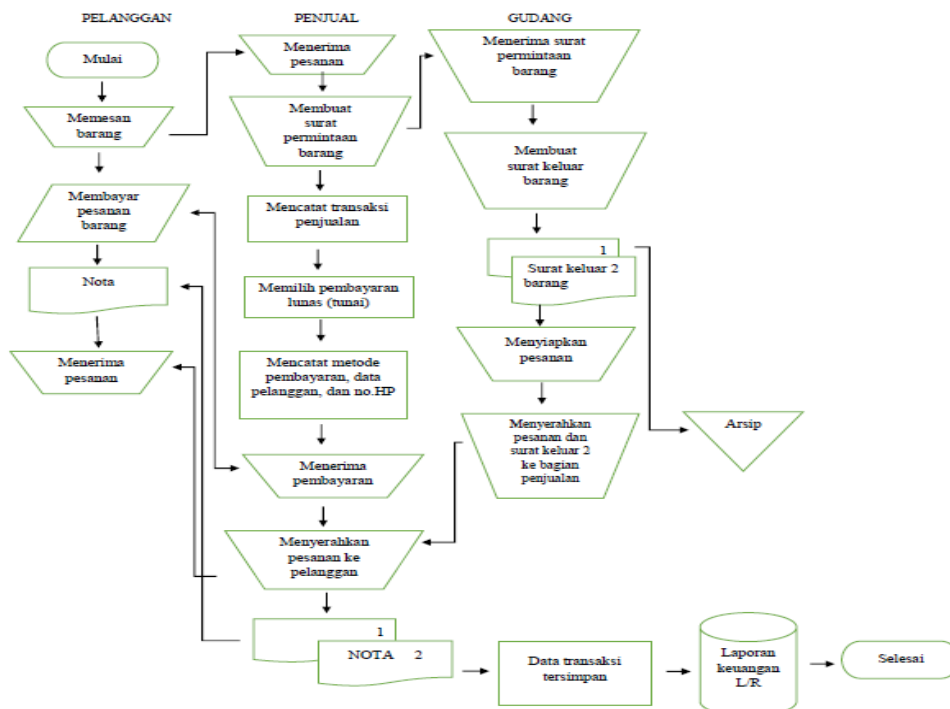 PELANGGAN
PENJUAL
GUDANG
Mulai
Memesan
barang
Membayar
pesanan
barang
Nota
Menerima
pesanan
Menerima
pesanan
Membuat
surat
permintaan
barang
Mencatat transaksi
penjualan
Memilih pembayaran
lunas (tunai)
Mencatat metode
pembayaran, data
pelanggan, dan no.HP
Menerima
pembayaran
Menyerahkan
pesanan ke
pelanggan
1
NOTA 2
Menerima surat
permintaan
barang
Membuat
surat keluar
barang
1
Surat keluar 2
barang
Menyiapkan
pesanan
Menyerahkan
pesanan dan
surat keluar 2
ke bagian
penjualan
Arsip
Data transaksi
tersimpan
Laporan
keuangan
L/R
Selesai